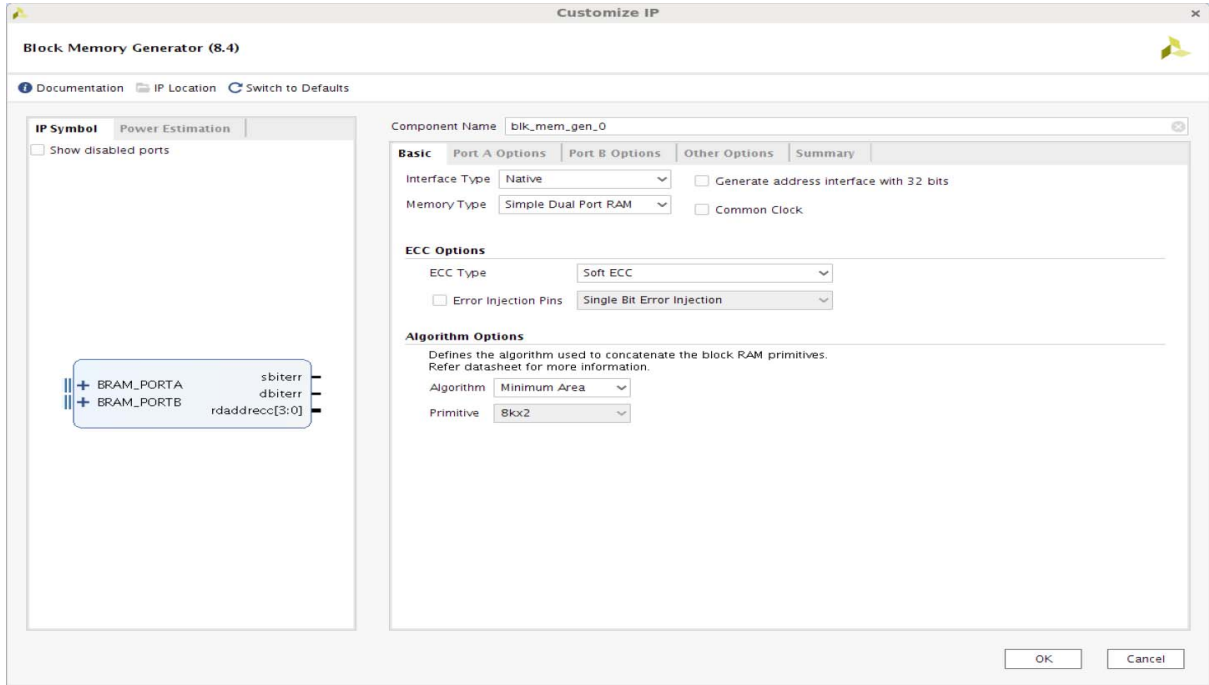 Customize IP
Block Memory Generator (8.4)
Documentation IP Location Switch to Defaults
IP Symbol Power Estimation
Show disabled ports
BRAM_PORTA
BRAM_PORTB
sbiterr
dbiterr
rdaddrecc[3:0]
Component Name blk_mem_gen_0
Basic Port A Options Port B Options Other Options Summary
Interface Type Native Generate address interface with 32 bits
Memory Type Simple Dual Port RAM Common Clock
ECC Options
ECC Type Soft ECC
Error Injection Pins Single Bit Error Injection
Algorithm Options
Defines the algorithm used to concatenate the block RAM primitives.
Refer datasheet for more information.
Algorithm Minimum Area
Primitive 8kx2
OK Cancel